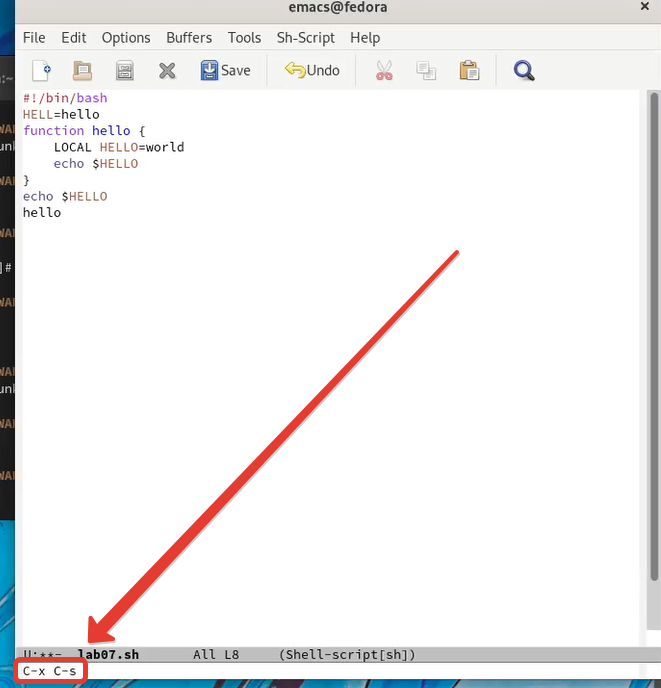 emacs@fedora ×
File Edit Options Buffers Tools Sh-Script Help
Save Undo
#!/bin/bash
HELL=hello
function hello {
    LOCAL HELLO=world
    echo $HELLO
}
echo $HELLO
hello
U:**- lab07.sh All L8 (Shell-script[sh])
C-x C-s